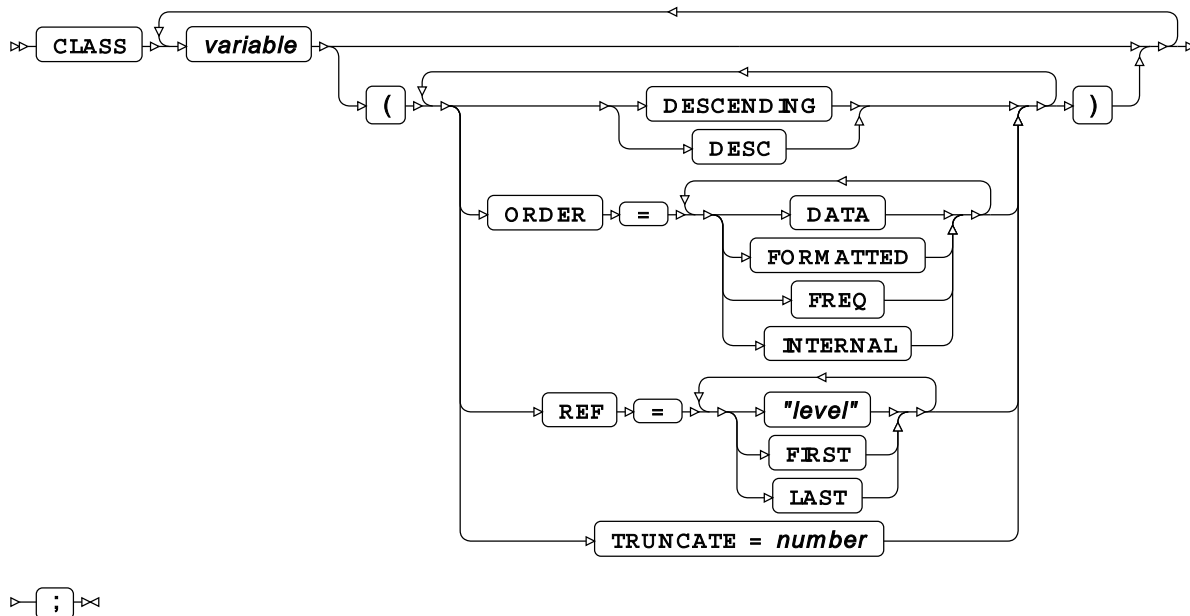 CLASS variable
( DESCENDING )
DESC
ORDER = DATA
FORMATTED
FREQ
INTERNAL
REF = "level"
FIRST
LAST
TRUNCATE = number
;